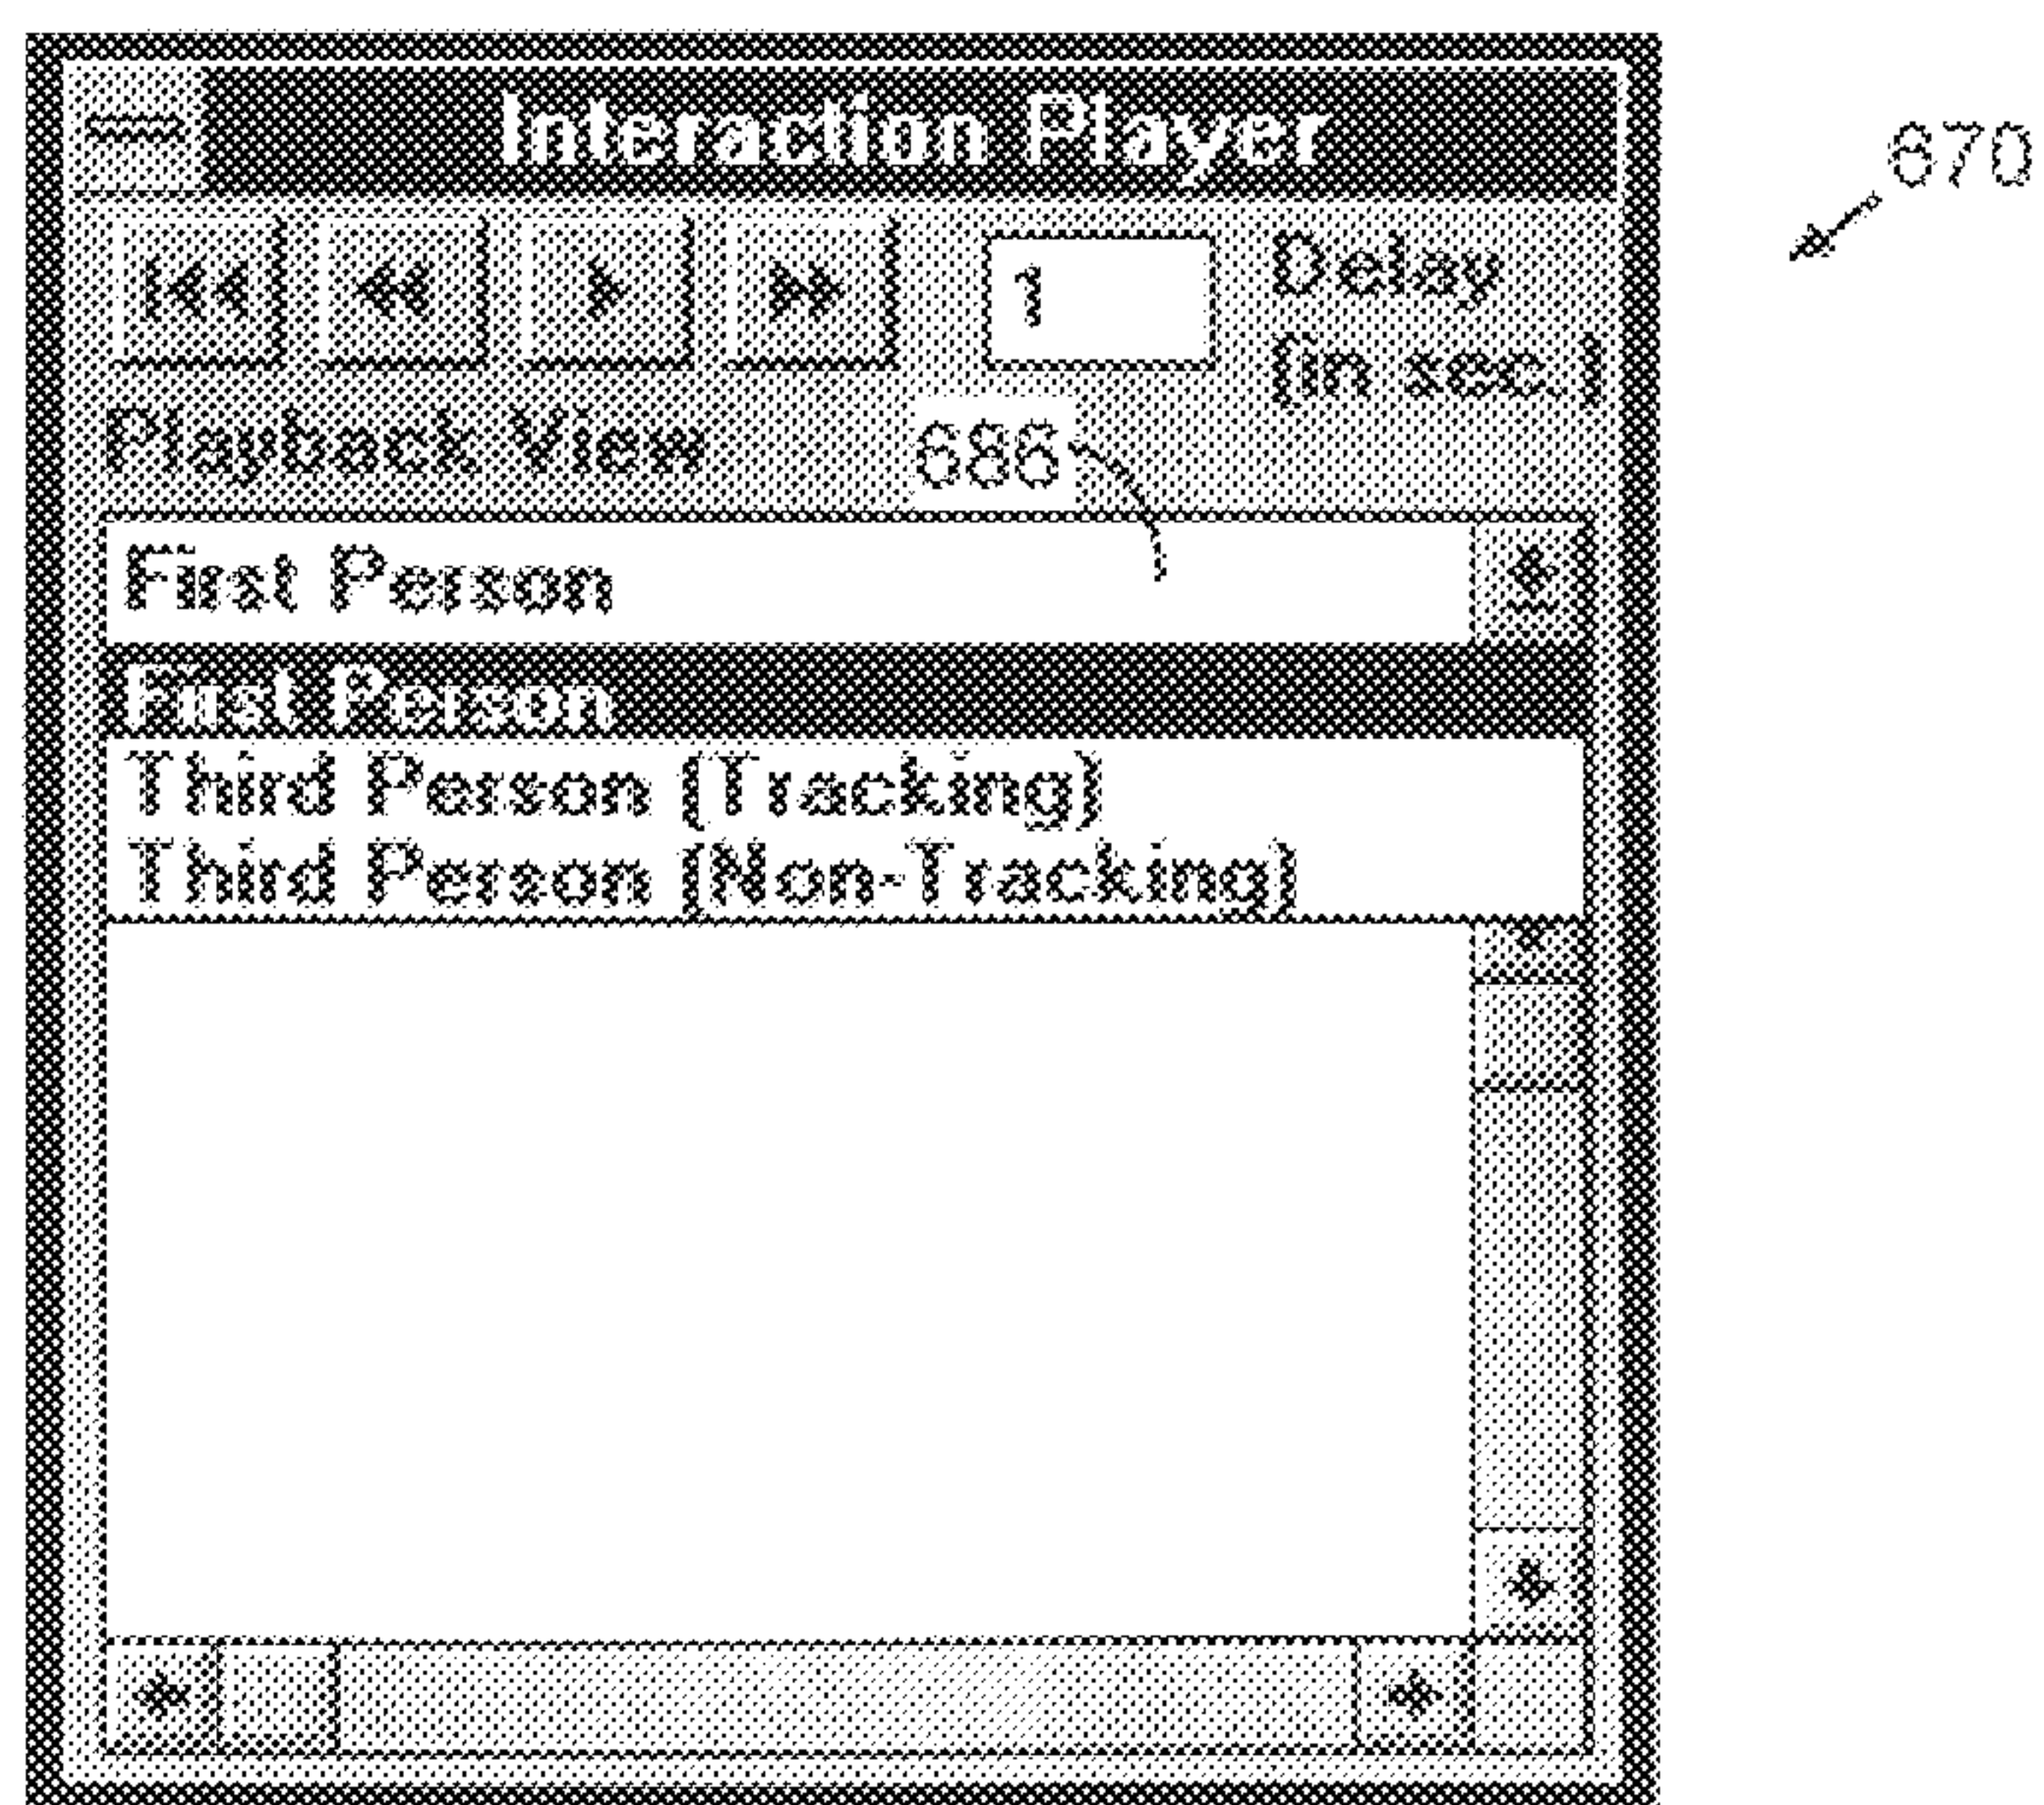 Interaction Player
670
1
Delay
(in sec.)
Playback View
686
First Person
First Person
Third Person (Tracking)
Third Person (Non-Tracking)